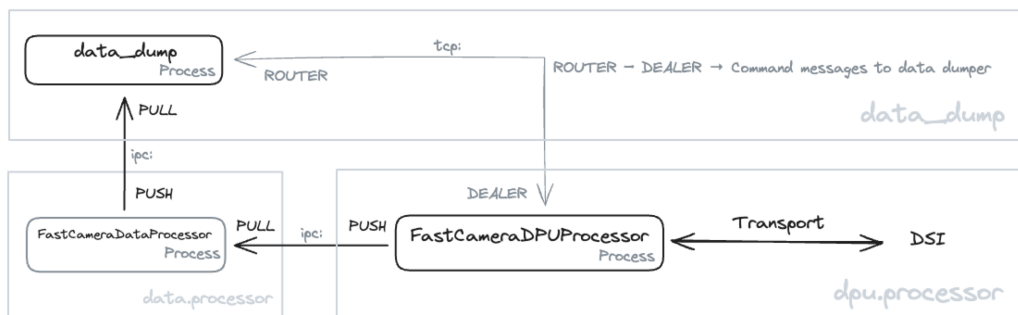 data_dump
Process
tcp:
ROUTER
ROUTER - DEALER → Command messages to data dumper
data_dump
PULL
ipc:
PUSH
DEALER
FastCameraDataProcessor
Process
PULL
ipc:
PUSH
FastCameraDPUProcessor
Process
Transport
DSI
data.processor
dpu.processor